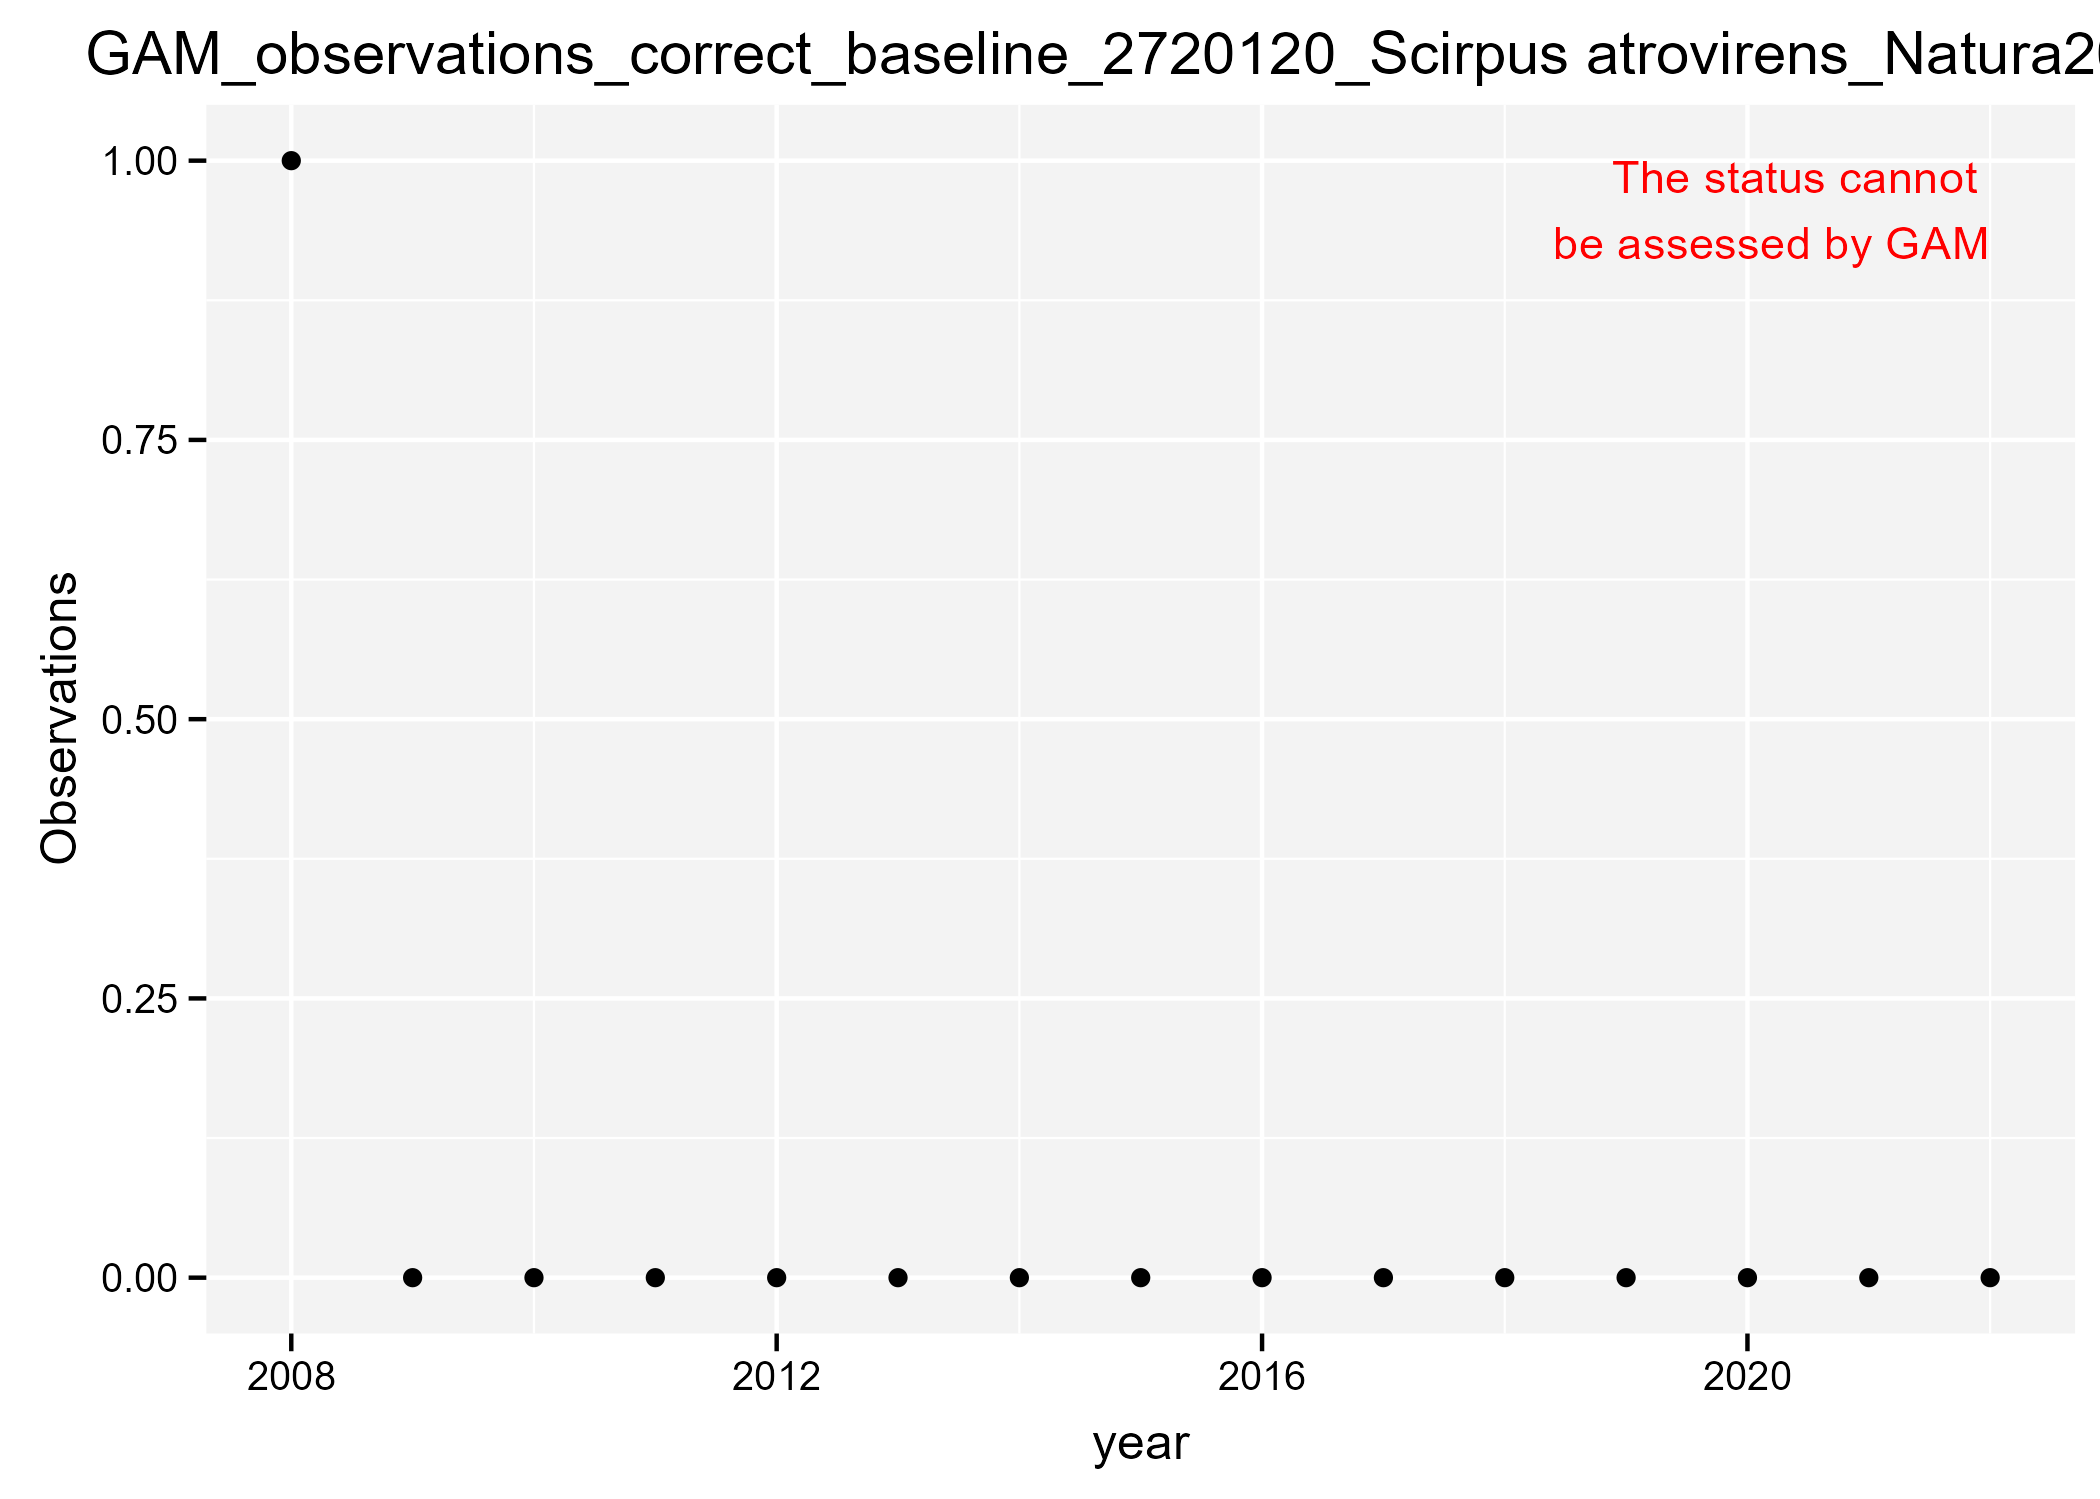 GAM_observations_correct_baseline_2720120_Scirpus atrovirens_Natura20
The status cannot
be assessed by GAM
1.00
0.75
0.50
0.25
0.00
Observations
2008 2012 2016 2020
year